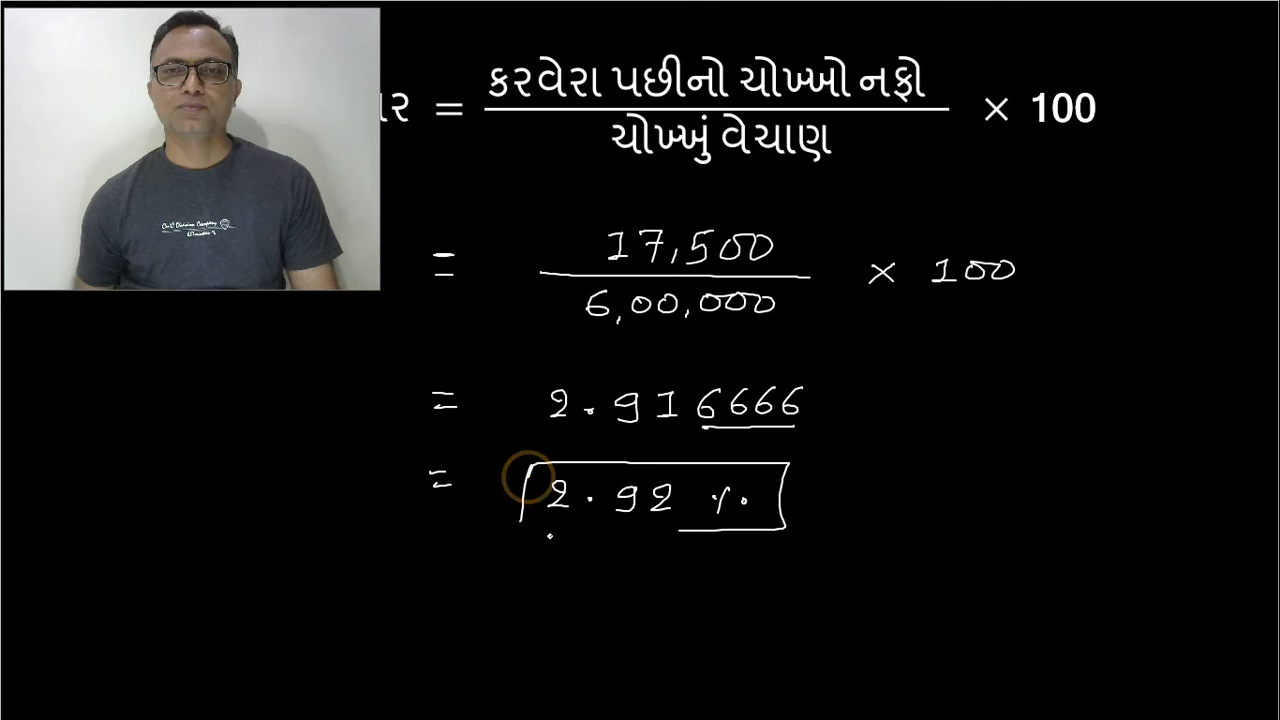 = કરવેરા પછીનો ચોખ્ખો નફો / ચોખ્ખું વેચાણ × 100
= 17,500 / 6,00,000 × 100
= 2.916666
= 2.92 %